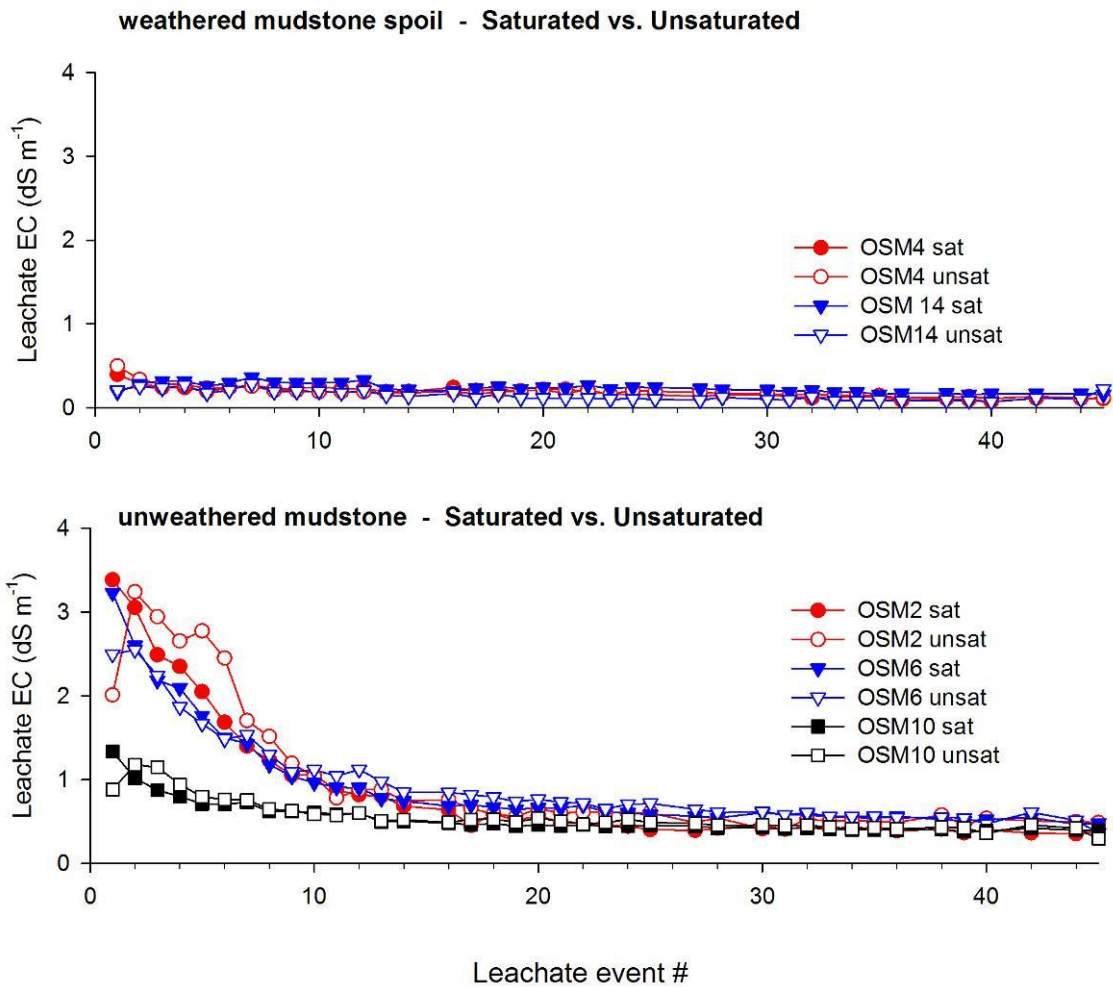 weathered mudstone spoil - Saturated vs. Unsaturated
4
3
2
1
0
Leachate EC (dS m⁻¹)
OSM4 sat
OSM4 unsat
OSM 14 sat
OSM14 unsat
0 10 20 30 40
unweathered mudstone - Saturated vs. Unsaturated
4
3
2
1
0
Leachate EC (dS m⁻¹)
OSM2 sat
OSM2 unsat
OSM6 sat
OSM6 unsat
OSM10 sat
OSM10 unsat
0 10 20 30 40
Leachate event #